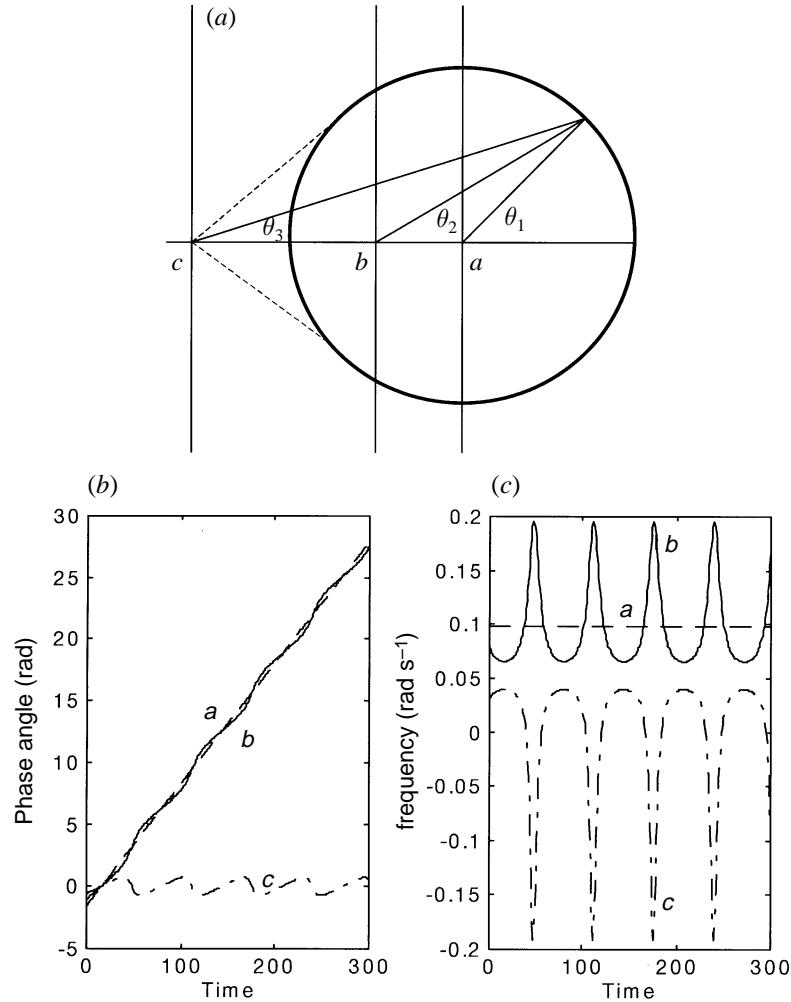 (a)
θ3
θ2
θ1
c
b
a
(b)
Phase angle (rad)
30
25
20
15
10
5
0
-5
a
b
c
0
100
200
300
Time
(c)
frequency (rad s–1)
0.2
0.15
0.1
0.05
0
-0.05
-0.1
-0.15
-0.2
b
a
c
0
100
200
300
Time